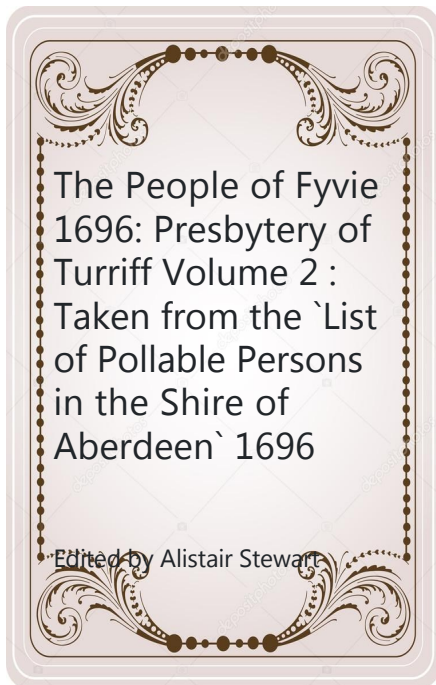 The People of Fyvie
1696: Presbytery of
Turriff Volume 2 :
Taken from the `List
of Pollable Persons
in the Shire of
Aberdeen` 1696
Edited by Alistair Stewart